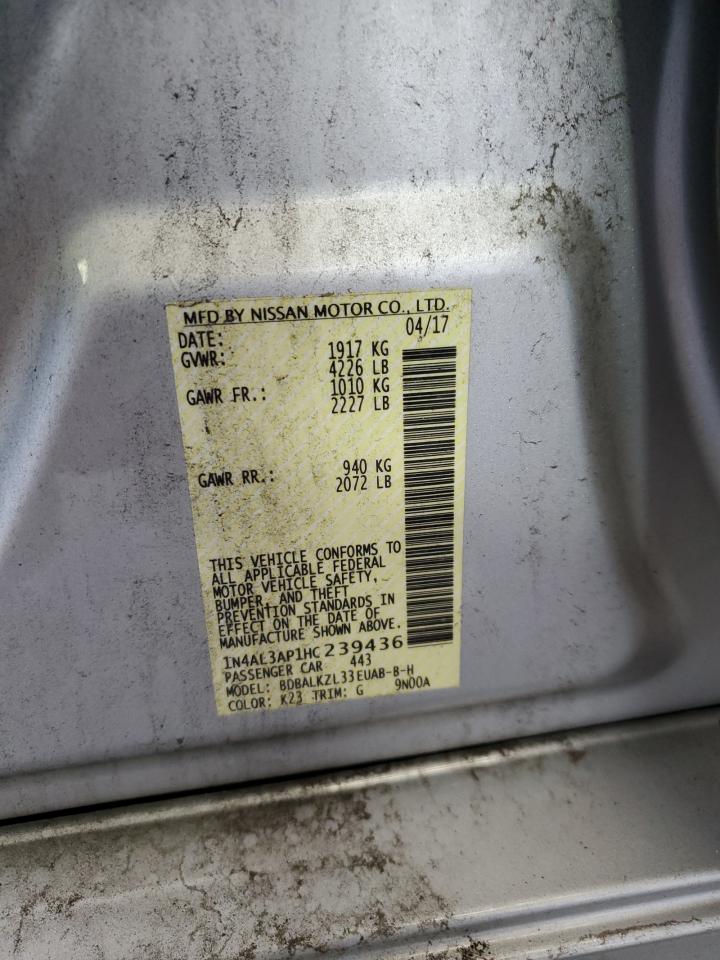 MFD BY NISSAN MOTOR CO., LTD.
DATE: 04/17
GVWR: 1917 KG
4226 LB
GAWR FR.: 1010 KG
2227 LB
GAWR RR.: 940 KG
2072 LB
THIS VEHICLE CONFORMS TO
ALL APPLICABLE FEDERAL
MOTOR VEHICLE SAFETY,
BUMPER, AND THEFT
PREVENTION STANDARDS IN
EFFECT ON THE DATE OF
MANUFACTURE SHOWN ABOVE.
1N4AL3AP1HC239436
PASSENGER CAR 443
MODEL: BDBALKZL33EUAB-B-H
COLOR: K23 TRIM: G 9N00A